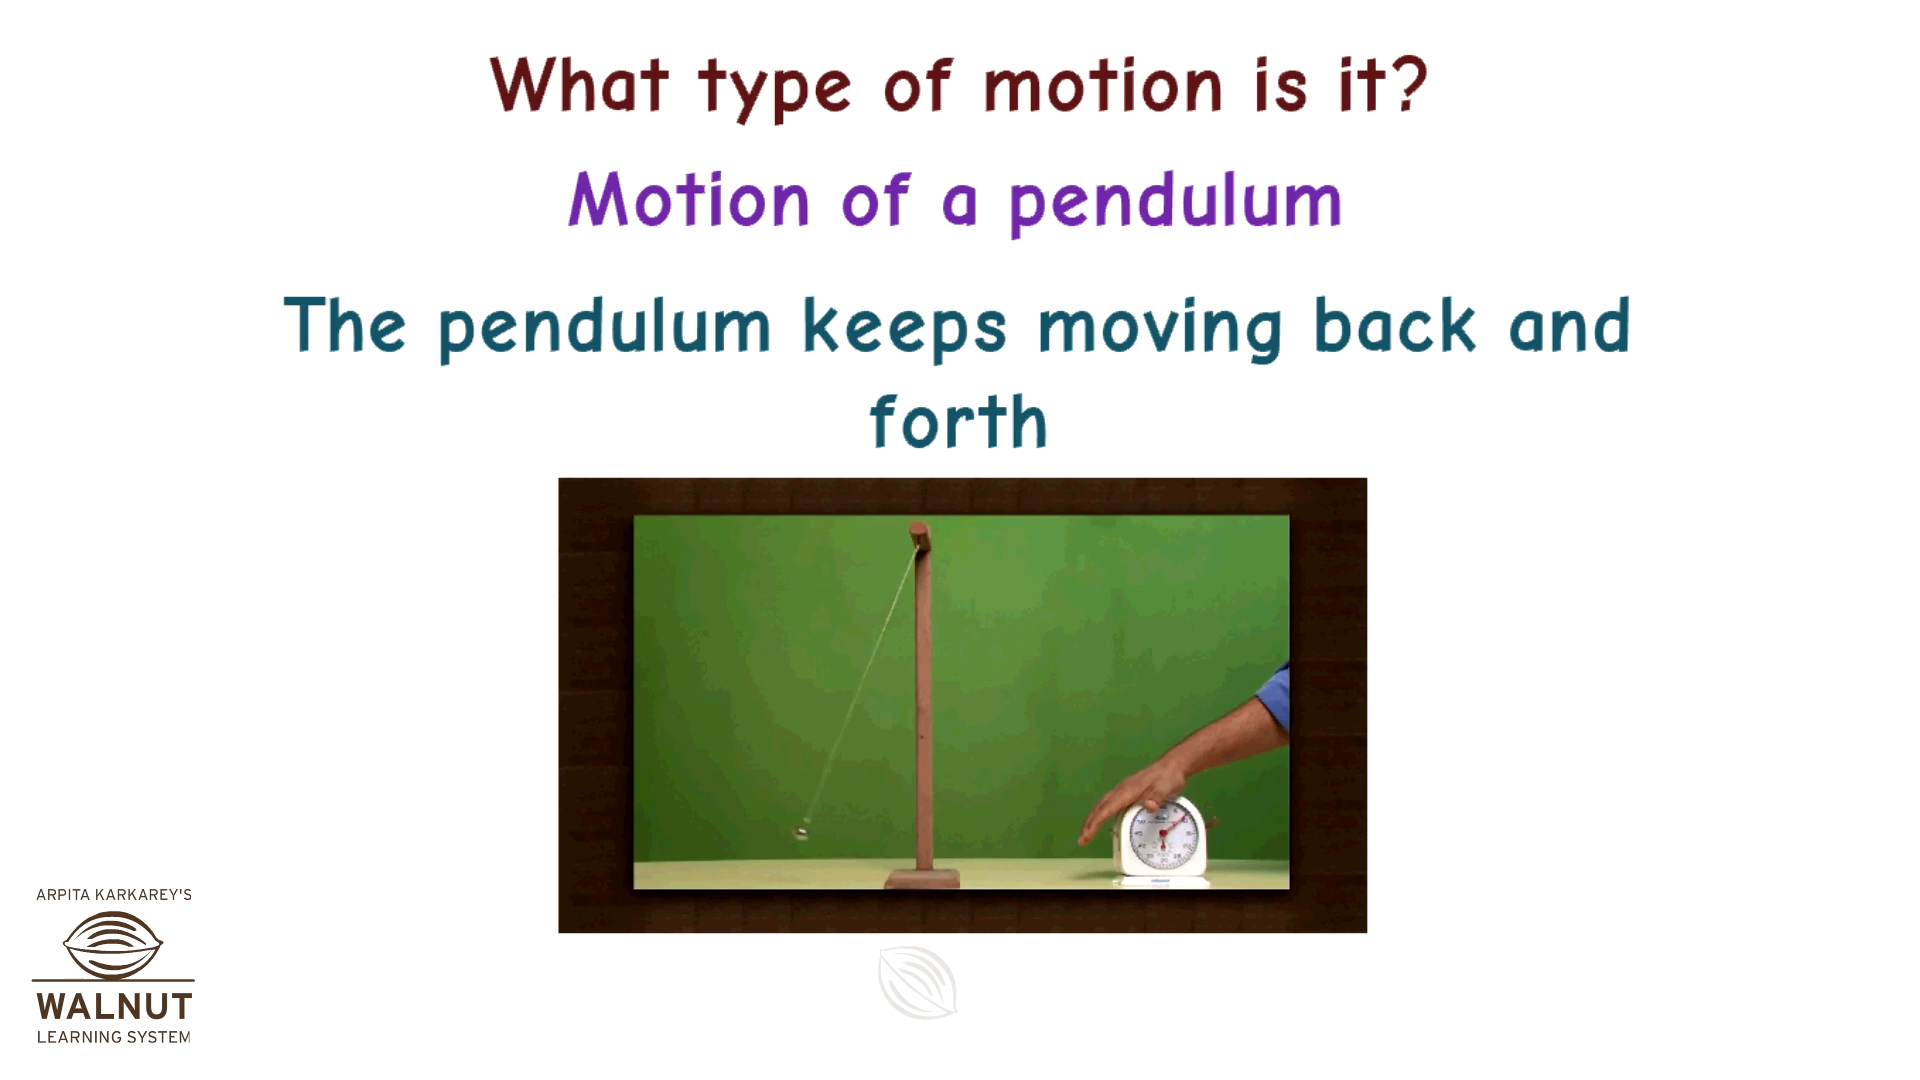 What type of motion is it?
Motion of a pendulum
The pendulum keeps moving back and
forth
ARPITA KARKAREY'S
WALNUT
LEARNING SYSTEM